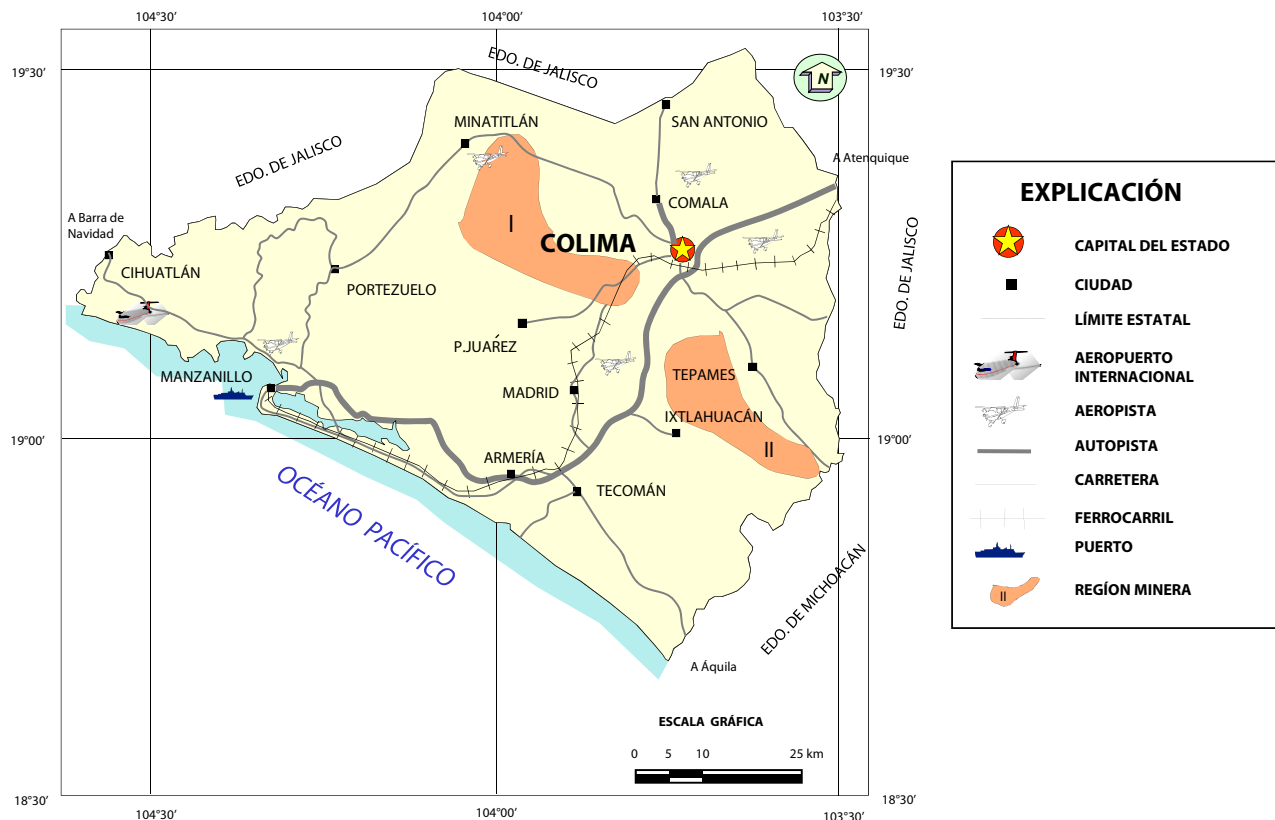 104°30’
104°00’
103°30’
19°30’
19°30’
EDO. DE JALISCO
N
MINATITLÁN
SAN ANTONIO
EDO. DE JALISCO
A Atenquique
COMALA
A Barra de
Navidad
I
COLIMA
CIHUATLÁN
PORTEZUELO
EDO. DE JALISCO
P.JUAŔEZ
MANZANILLO
TEPAMES
MADRID
IXTLAHUACÁN
19°00’
19°00’
II
ARMERÍA
TECOMÁN
OCÉANO PACÍFICO
EDO. DE MICHOACÁN
A Áquila
ESCALA GRÁFICA
0 5 10 25 km
18°30’
18°30’
104°30’
104°00’
103°30’
EXPLICACIÓN
CAPITAL DEL ESTADO
CIUDAD
LÍMITE ESTATAL
AEROPUERTO
INTERNACIONAL
AEROPISTA
AUTOPISTA
CARRETERA
FERROCARRIL
PUERTO
II
REGÍON MINERA